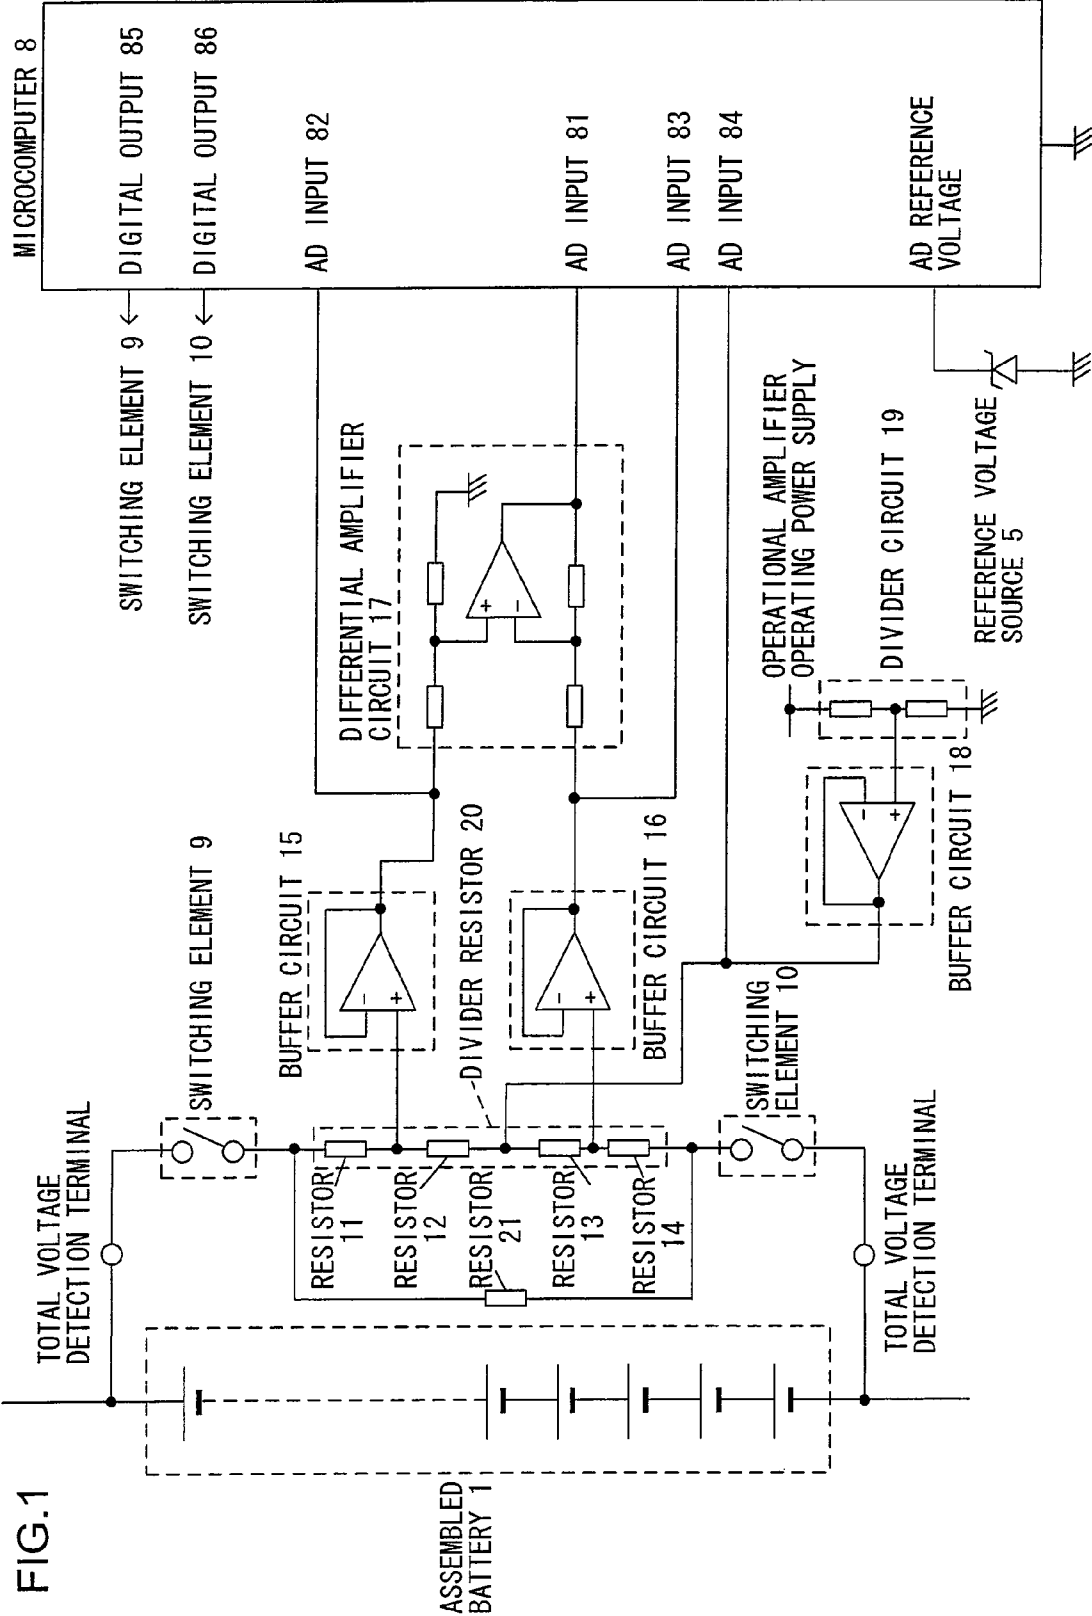 FIG.1
ASSEMBLED
BATTERY 1
TOTAL VOLTAGE
DETECTION TERMINAL
TOTAL VOLTAGE
DETECTION TERMINAL
SWITCHING ELEMENT 9
RESISTOR
11
RESISTOR
12
RESISTOR
21
RESISTOR
13
RESISTOR
14
SWITCHING
ELEMENT 10
BUFFER CIRCUIT 15
-
+
DIVIDER RESISTOR 20
BUFFER CIRCUIT 16
-
+
BUFFER CIRCUIT 18
-
+
DIFFERENTIAL AMPLIFIER
CIRCUIT 17
+
-
OPERATIONAL AMPLIFIER
OPERATING POWER SUPPLY
DIVIDER CIRCUIT 19
REFERENCE VOLTAGE
SOURCE 5
SWITCHING ELEMENT 9
SWITCHING ELEMENT 10
MICROCOMPUTER 8
DIGITAL OUTPUT 85
DIGITAL OUTPUT 86
AD INPUT 82
AD INPUT 81
AD INPUT 83
AD INPUT 84
AD REFERENCE
VOLTAGE